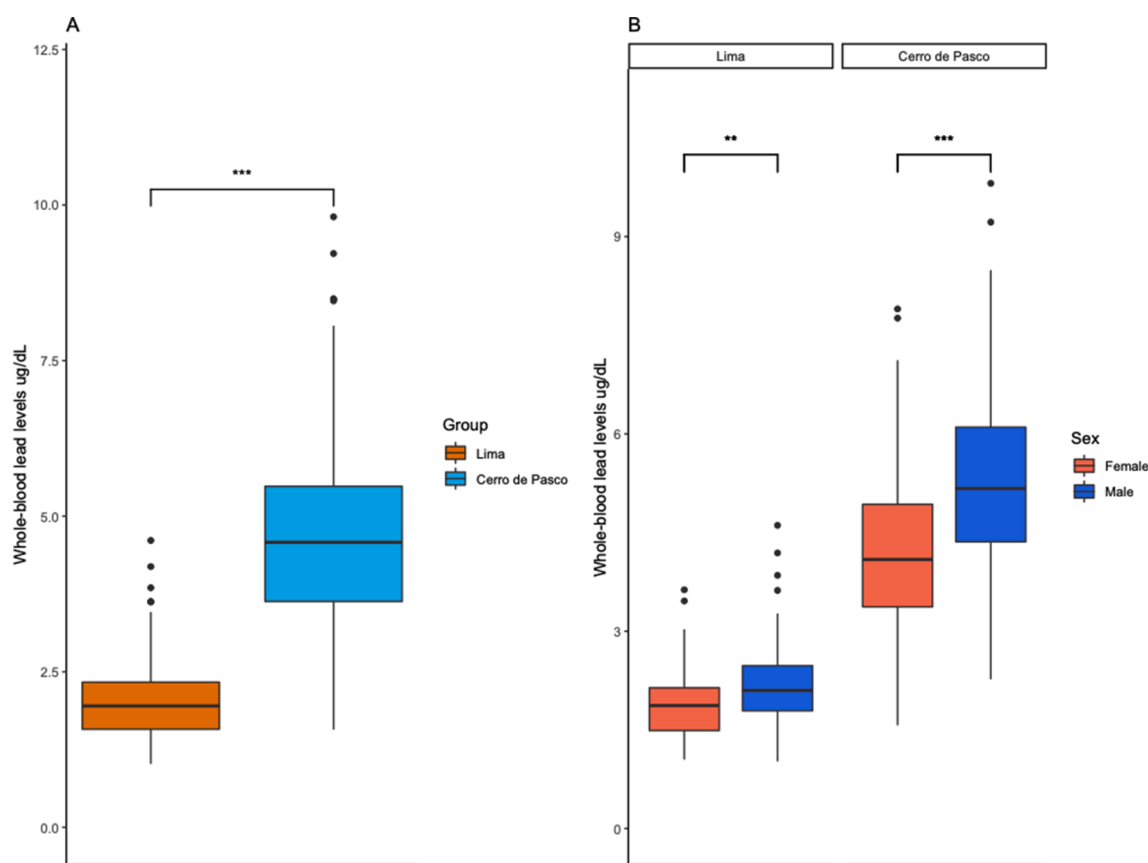 A
Whole-blood lead levels ug/dL
12.5
10.0
7.5
5.0
2.5
0.0
***
Group
Lima
Cerro de Pasco
B
Lima
Cerro de Pasco
Whole-blood lead levels ug/dL
9
6
3
0
**
***
Sex
Female
Male